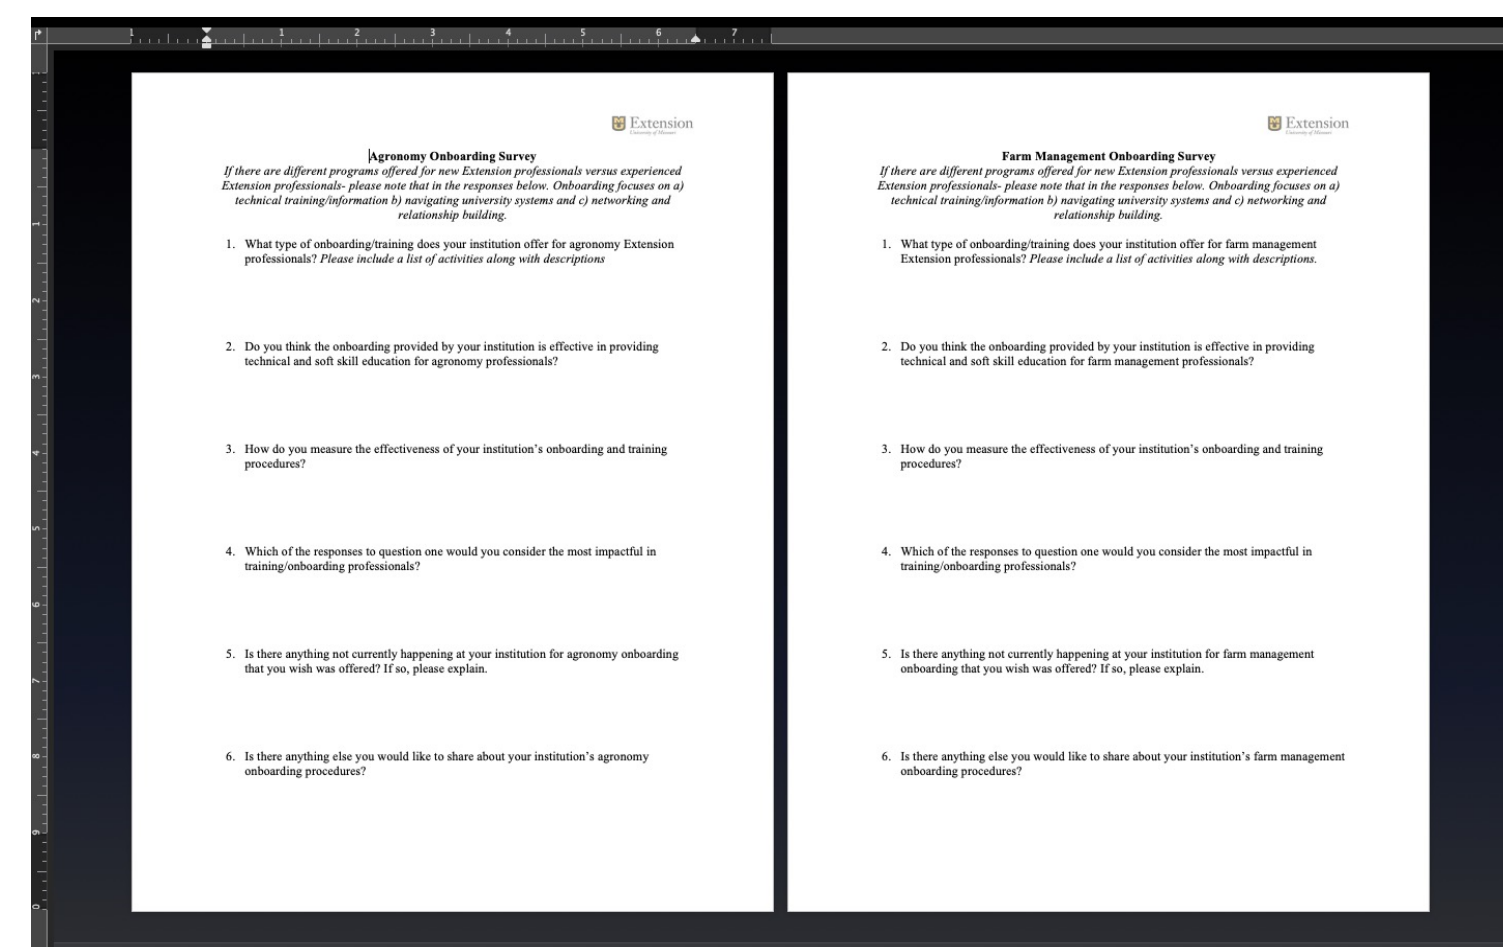 Extension
University of Missouri
Agronomy Onboarding Survey
If there are different programs offered for new Extension professionals versus experienced
Extension professionals- please note that in the responses below. Onboarding focuses on a)
technical training/information b) navigating university systems and c) networking and
relationship building.
1. What type of onboarding/training does your institution offer for agronomy Extension
professionals? Please include a list of activities along with descriptions
2. Do you think the onboarding provided by your institution is effective in providing
technical and soft skill education for agronomy professionals?
3. How do you measure the effectiveness of your institution's onboarding and training
procedures?
4. Which of the responses to question one would you consider the most impactful in
training/onboarding professionals?
5. Is there anything not currently happening at your institution for agronomy onboarding
that you wish was offered? If so, please explain.
6. Is there anything else you would like to share about your institution's agronomy
onboarding procedures?
Extension
University of Missouri
Farm Management Onboarding Survey
If there are different programs offered for new Extension professionals versus experienced
Extension professionals- please note that in the responses below. Onboarding focuses on a)
technical training/information b) navigating university systems and c) networking and
relationship building.
1. What type of onboarding/training does your institution offer for farm management
Extension professionals? Please include a list of activities along with descriptions.
2. Do you think the onboarding provided by your institution is effective in providing
technical and soft skill education for farm management professionals?
3. How do you measure the effectiveness of your institution's onboarding and training
procedures?
4. Which of the responses to question one would you consider the most impactful in
training/onboarding professionals?
5. Is there anything not currently happening at your institution for farm management
onboarding that you wish was offered? If so, please explain.
6. Is there anything else you would like to share about your institution's farm management
onboarding procedures?